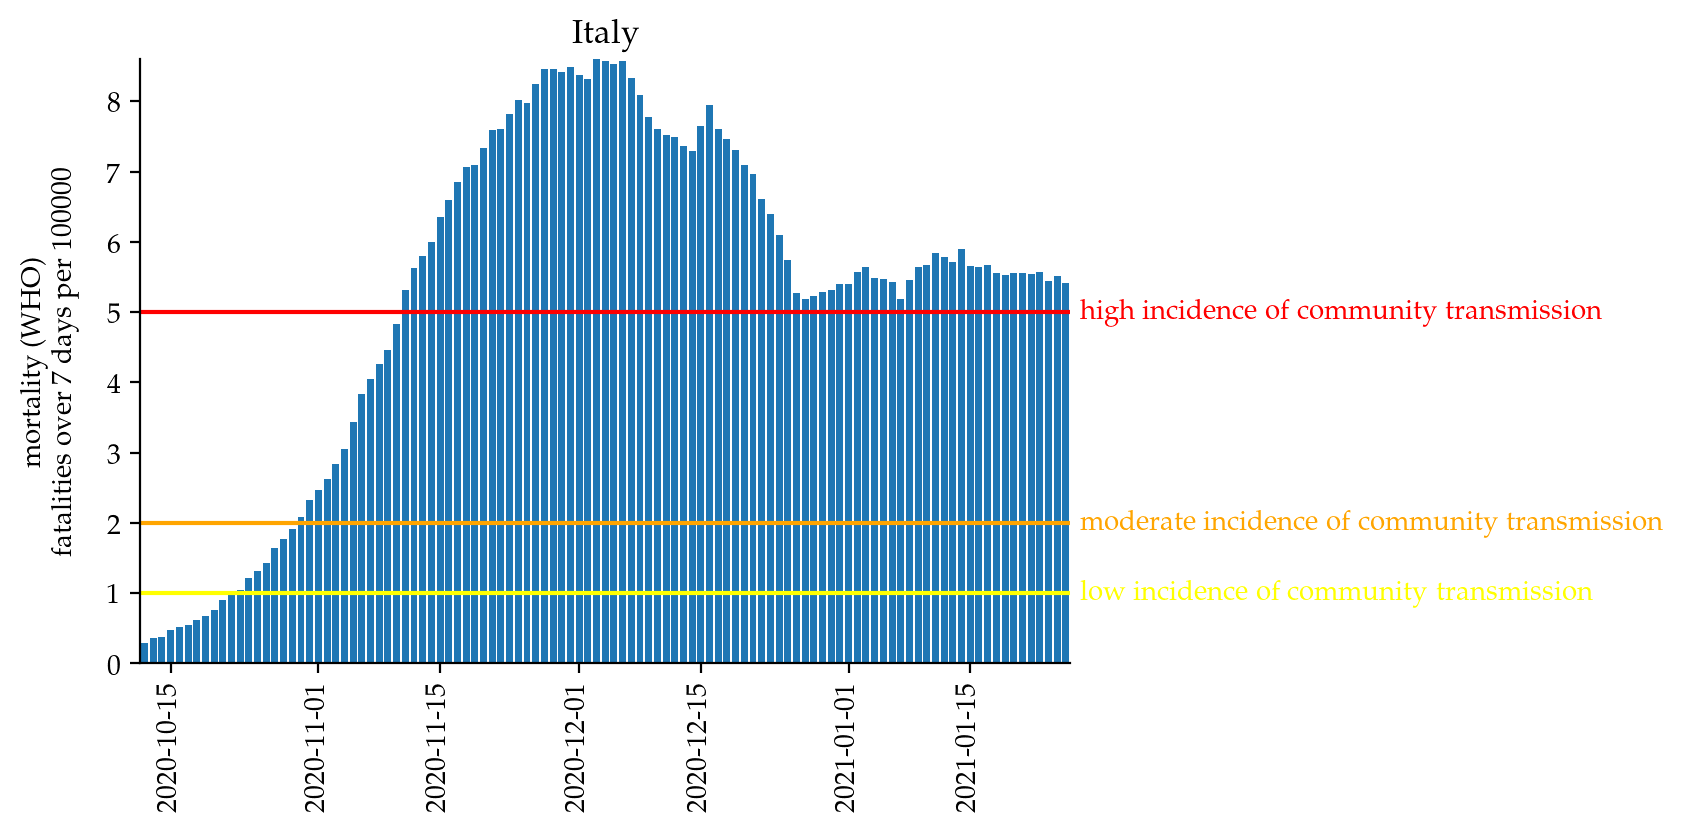 Italy
mortality (WHO)
fatalities over 7 days per 100000
8
7
6
5
4
3
2
1
0
high incidence of community transmission
moderate incidence of community transmission
low incidence of community transmission
2020-10-15
2020-11-01
2020-11-15
2020-12-01
2020-12-15
2021-01-01
2021-01-15